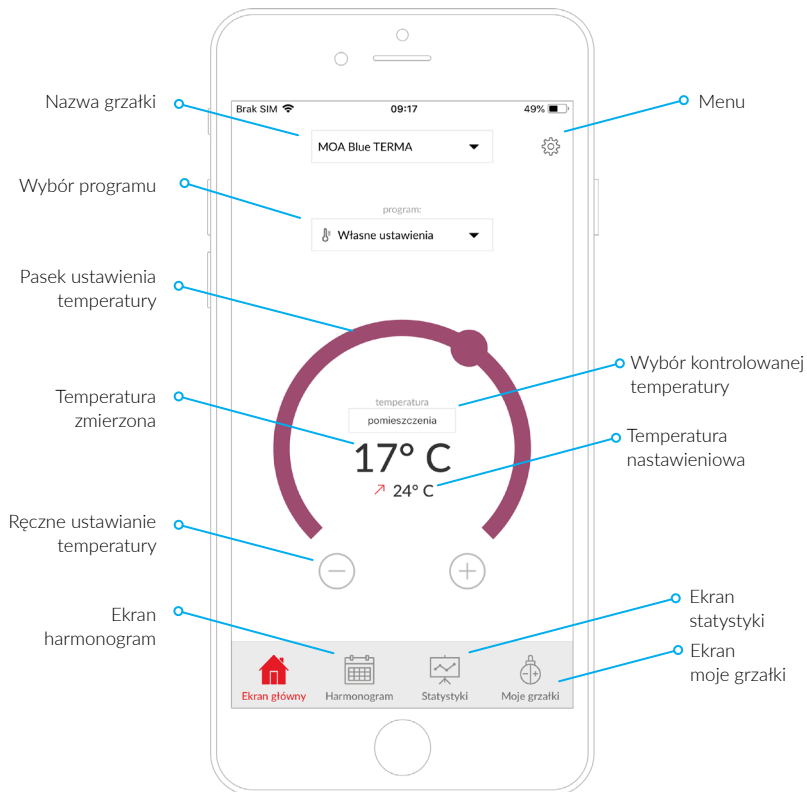 Brak SIM
09:17
49%
Nazwa grzałki
Menu
MOA Blue TERMA
Wybór programu
program:
Własne ustawienia
Pasek ustawienia
temperatury
Wybór kontrolowanej
temperatury
temperatura
pomieszczenia
Temperatura
zmierzona
17° C
Temperatura
nastawieniowa
24° C
Ręczne ustawianie
temperatury
Ekran
harmonogram
Ekran
statystyki
Ekran
moje grzałki
Ekran główny
Harmonogram
Statystyki
Moje grzałki